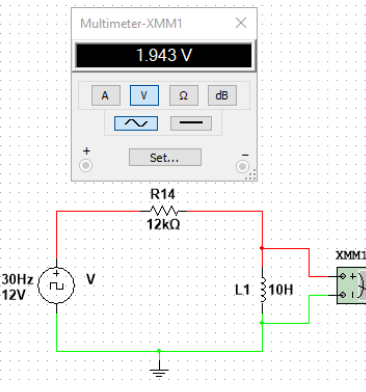 Multimeter-XMM1
1.943 V
A V Ω dB
+ Set... -
R14
12kΩ
XMM1
30Hz V
12V
L1 10H